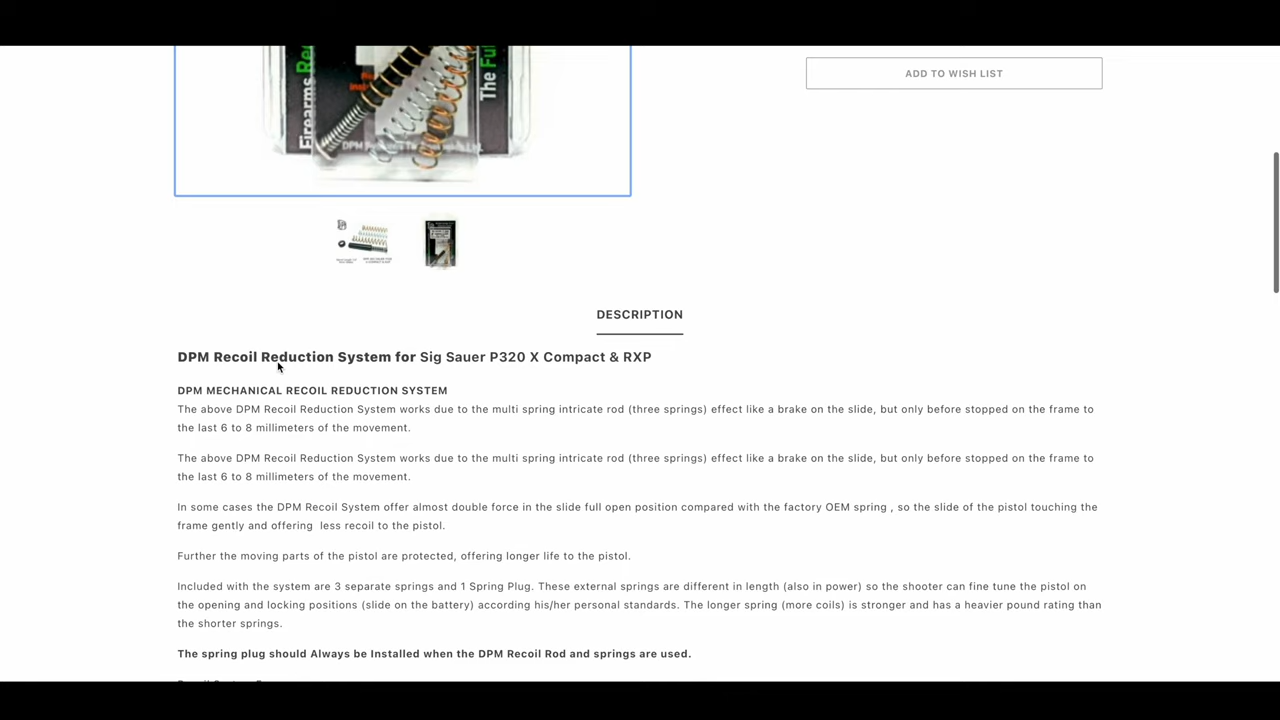 Firearms Re
The Fu
ADD TO WISH LIST
DESCRIPTION
DPM Recoil Reduction System for Sig Sauer P320 X Compact & RXP
DPM MECHANICAL RECOIL REDUCTION SYSTEM
The above DPM Recoil Reduction System works due to the multi spring intricate rod (three springs) effect like a brake on the slide, but only before stopped on the frame to
the last 6 to 8 millimeters of the movement.
The above DPM Recoil Reduction System works due to the multi spring intricate rod (three springs) effect like a brake on the slide, but only before stopped on the frame to
the last 6 to 8 millimeters of the movement.
In some cases the DPM Recoil System offer almost double force in the slide full open position compared with the factory OEM spring , so the slide of the pistol touching the
frame gently and offering  less recoil to the pistol.
Further the moving parts of the pistol are protected, offering longer life to the pistol.
Included with the system are 3 separate springs and 1 Spring Plug. These external springs are different in length (also in power) so the shooter can fine tune the pistol on
the opening and locking positions (slide on the battery) according his/her personal standards. The longer spring (more coils) is stronger and has a heavier pound rating than
the shorter springs.
The spring plug should Always be Installed when the DPM Recoil Rod and springs are used.